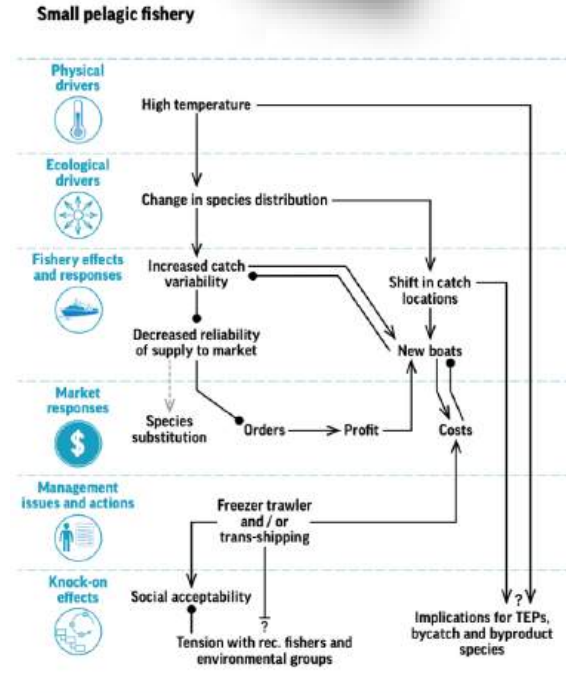 Small pelagic fishery
Physical
drivers
High temperature
Ecological
drivers
Change in species distribution
Fishery effects
and responses
Increased catch
variability
Shift in catch
locations
Decreased reliability
of supply to market
New boats
Market
responses
$
Species
substitution
Orders
Profit
Costs
Management
issues and actions
Freezer trawler
and / or
trans-shipping
Knock-on
effects
Social acceptability
?
Tension with rec. fishers and
environmental groups
?
Implications for TEPs,
bycatch and byproduct
species